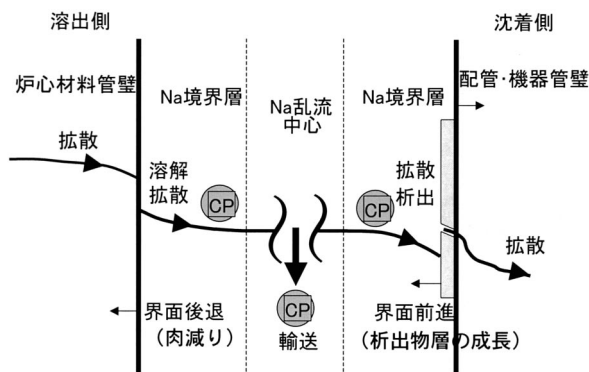 溶出側
沈着側
炉心材料管壁
Na境界層
Na乱流
中心
Na境界層
配管・機器管壁
拡散
溶解
拡散
CP
CP
拡散
析出
拡散
界面後退
(肉減り)
CP
輸送
界面前進
(析出物層の成長)